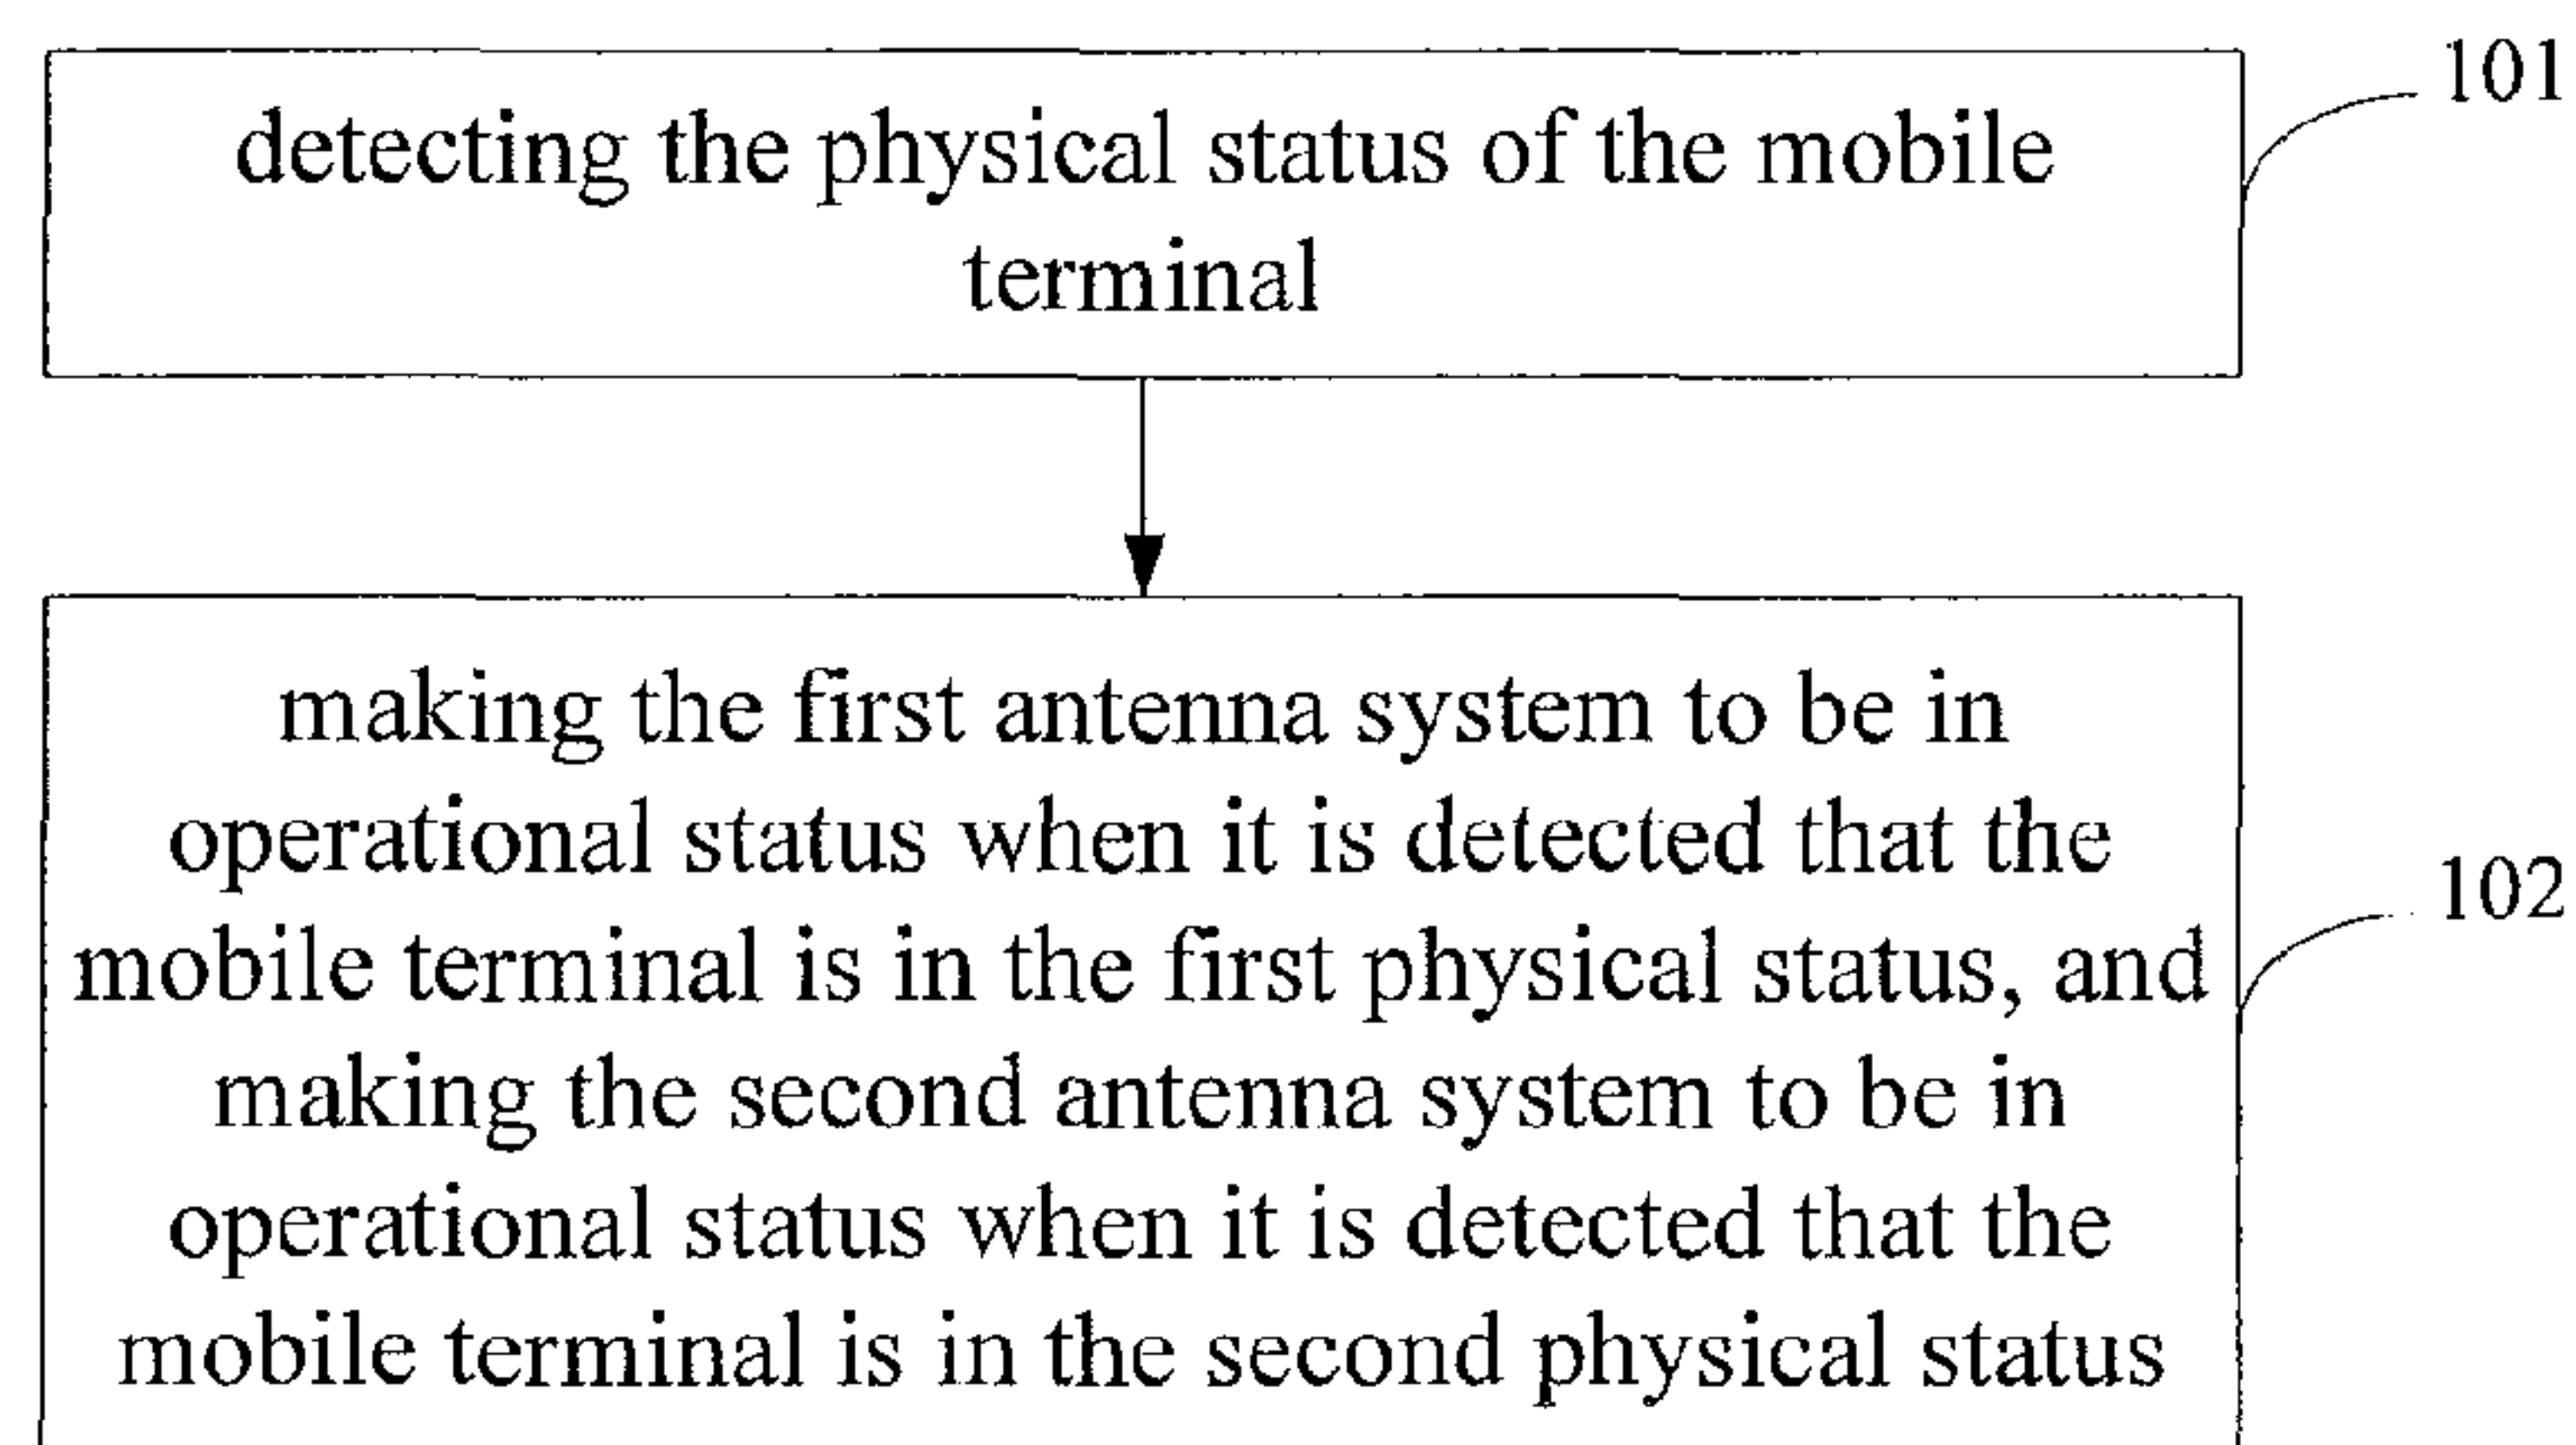 detecting the physical status of the mobile
terminal
101
making the first antenna system to be in
operational status when it is detected that the
mobile terminal is in the first physical status, and
making the second antenna system to be in
operational status when it is detected that the
mobile terminal is in the second physical status
102